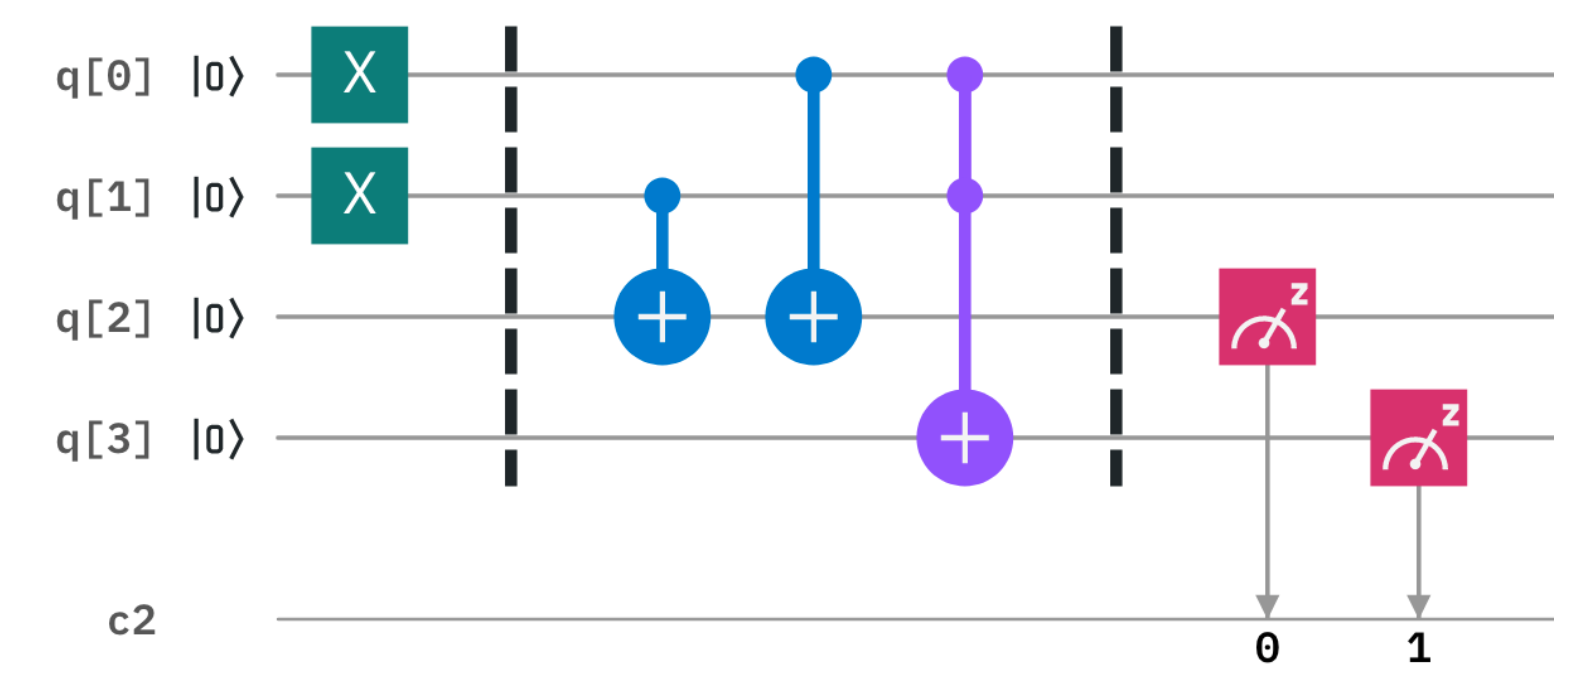 q[0] |0⟩ X
q[1] |0⟩ X
q[2] |0⟩ + + z
q[3] |0⟩ + z
c2
0 1